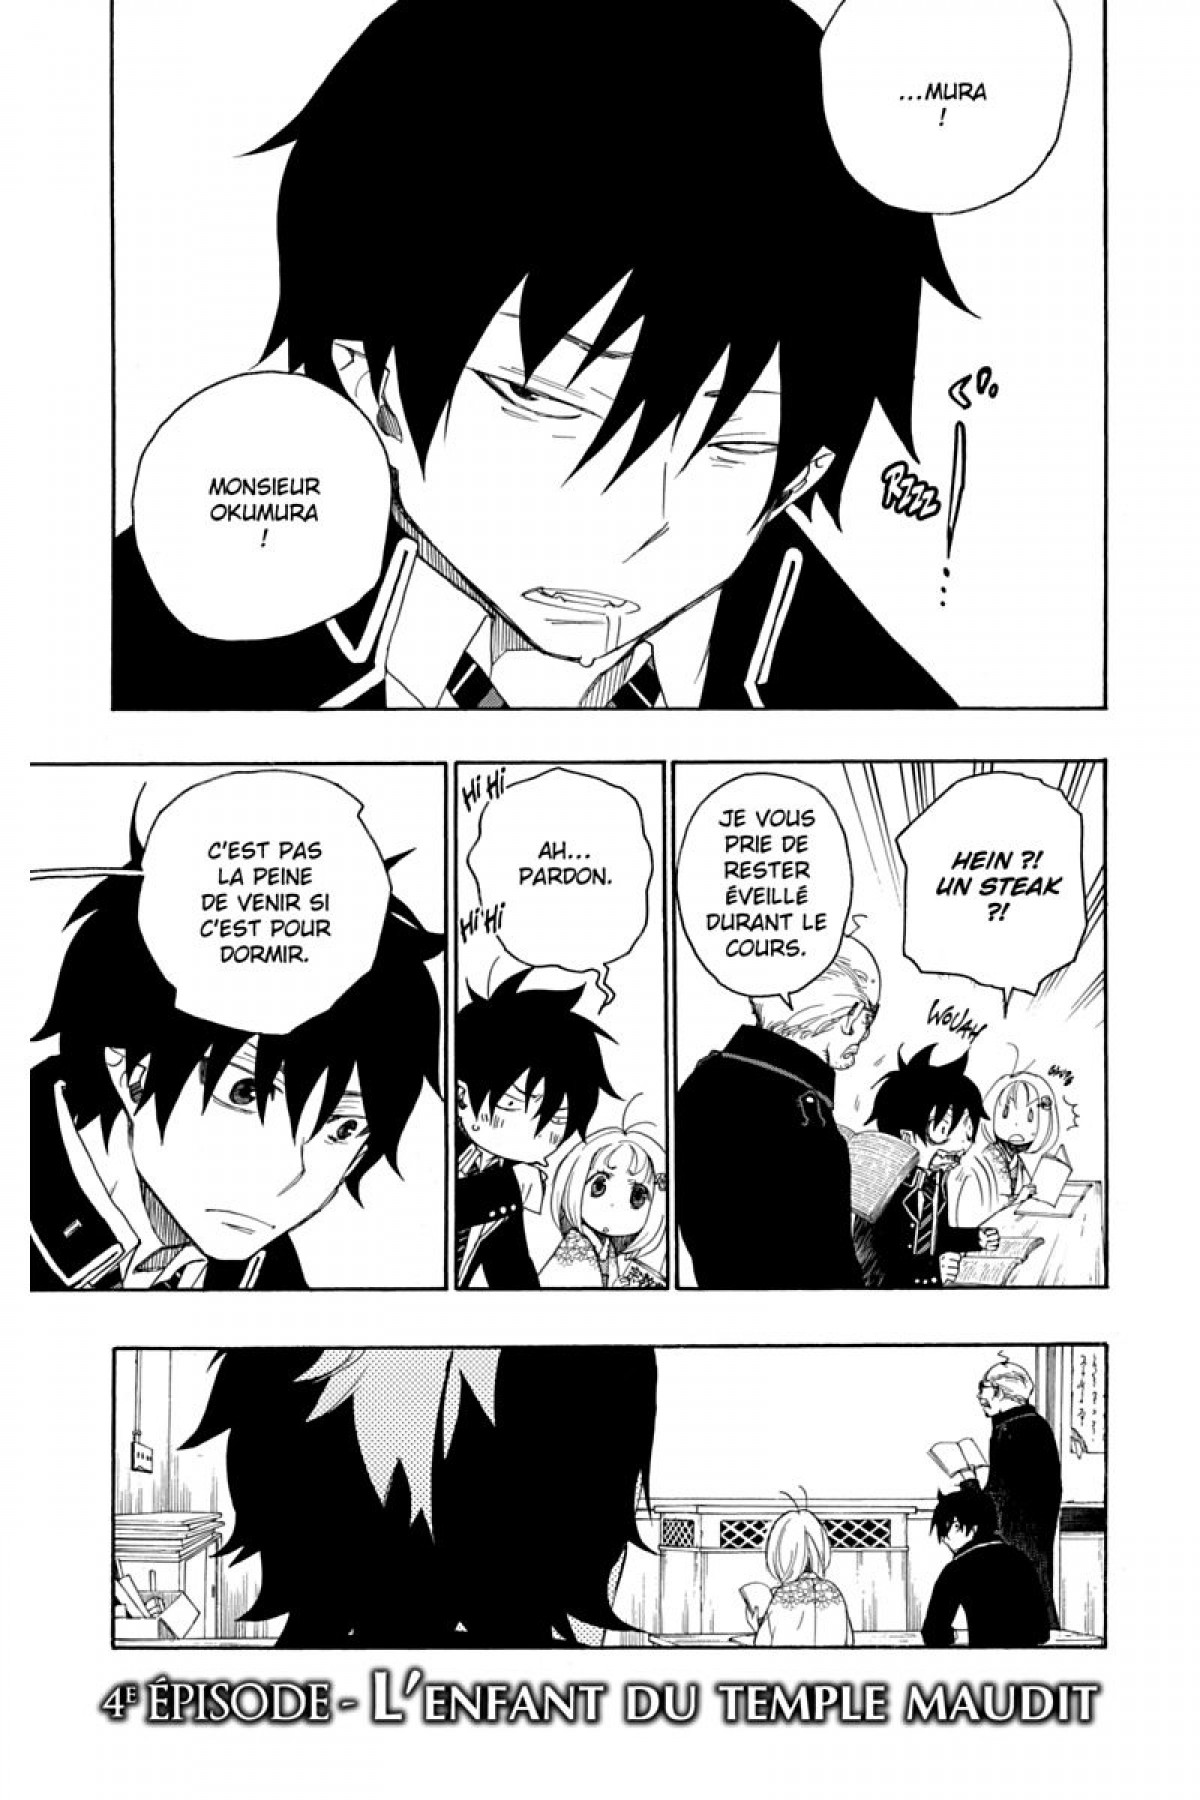 ...MURA
!
RZZZ
MONSIEUR
OKUMURA
!
HEIN ?!
UN STEAK
?!
JE VOUS
PRIE DE
RESTER
ÉVEILLÉ
DURANT LE
COURS.
WOUAH
HI HI
AH...
PARDON.
HI HI
C'EST PAS
LA PEINE
DE VENIR SI
C'EST POUR
DORMIR.
4E ÉPISODE - L'ENFANT DU TEMPLE MAUDIT